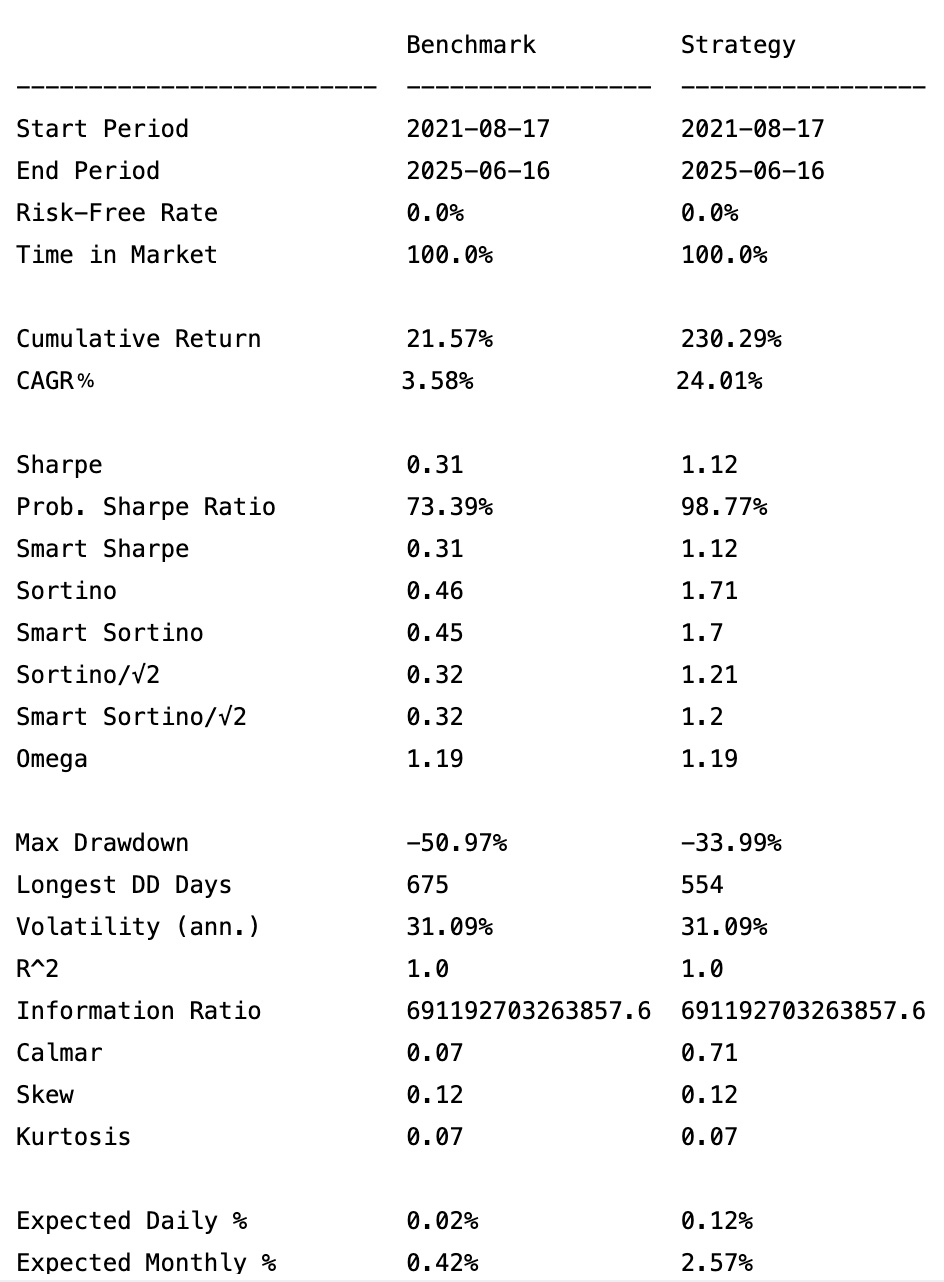 Benchmark Strategy
------------------------- ----------------- -----------------
Start Period 2021-08-17 2021-08-17
End Period 2025-06-16 2025-06-16
Risk-Free Rate 0.0% 0.0%
Time in Market 100.0% 100.0%
Cumulative Return 21.57% 230.29%
CAGR﹪ 3.58% 24.01%
Sharpe 0.31 1.12
Prob. Sharpe Ratio 73.39% 98.77%
Smart Sharpe 0.31 1.12
Sortino 0.46 1.71
Smart Sortino 0.45 1.7
Sortino/√2 0.32 1.21
Smart Sortino/√2 0.32 1.2
Omega 1.19 1.19
Max Drawdown -50.97% -33.99%
Longest DD Days 675 554
Volatility (ann.) 31.09% 31.09%
R^2 1.0 1.0
Information Ratio 691192703263857.6 691192703263857.6
Calmar 0.07 0.71
Skew 0.12 0.12
Kurtosis 0.07 0.07
Expected Daily % 0.02% 0.12%
Expected Monthly % 0.42% 2.57%